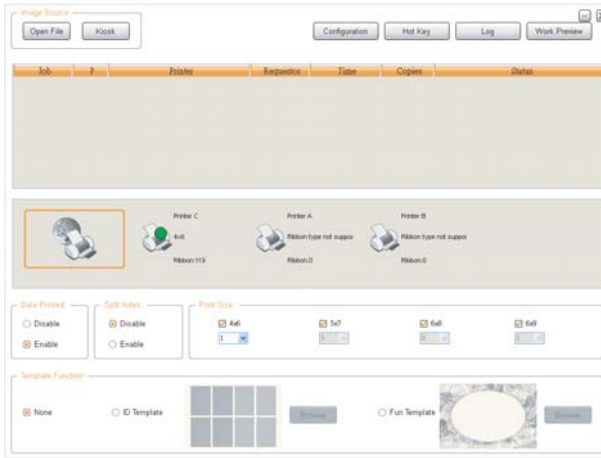 Image Source
Open File Kiosk Configuration Hot Key Log Work Preview
Job P Printer Requestor Time Copies Status
Printer C Printer A Printer B
4x6 Ribbon type not suppor Ribbon type not suppor
Ribbon:119 Ribbon:0 Ribbon:0
Date Printed Split Index Print Size
Disable Disable 4x6 5x7 6x8 6x9
Enable Enable 1
Template Function
None ID Template Browse Fun Template Browse